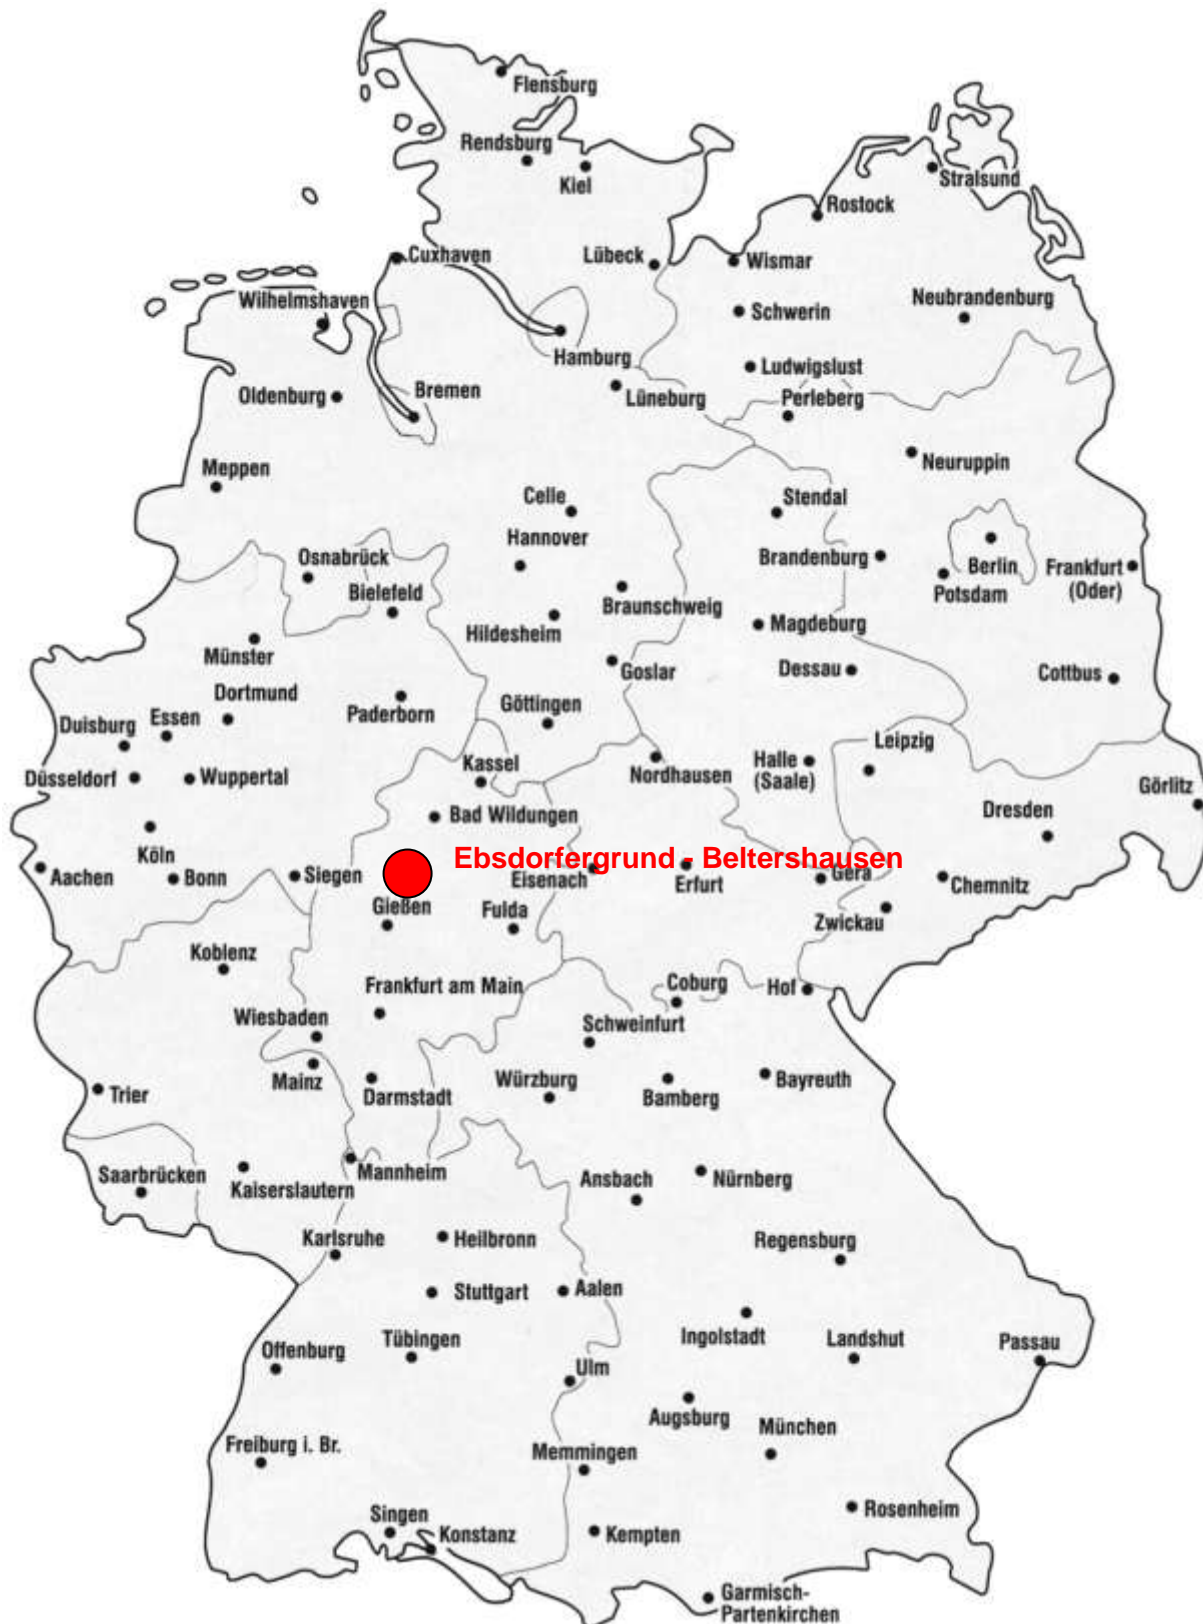 Flensburg
Rendsburg
Kiel
Stralsund
Rostock
Cuxhaven
Lübeck
Wismar
Wilhelmshaven
Schwerin
Neubrandenburg
Hamburg
Ludwigslust
Oldenburg
Bremen
Lüneburg
Perleberg
Meppen
Neuruppin
Celle
Stendal
Hannover
Osnabrück
Brandenburg
Berlin
Frankfurt
(Oder)
Bielefeld
Braunschweig
Potsdam
Hildesheim
Magdeburg
Münster
Goslar
Dessau
Cottbus
Dortmund
Paderborn
Göttingen
Duisburg
Essen
Leipzig
Düsseldorf
Wuppertal
Kassel
Nordhausen
Halle
(Saale)
Görlitz
Bad Wildungen
Dresden
Köln
Ebsdorfergrund - Beltershausen
Aachen
Bonn
Siegen
Eisenach
Erfurt
Gera
Chemnitz
Gießen
Fulda
Zwickau
Koblenz
Frankfurt am Main
Coburg
Hof
Wiesbaden
Schweinfurt
Mainz
Würzburg
Bayreuth
Trier
Darmstadt
Bamberg
Saarbrücken
Kaiserslautern
Mannheim
Ansbach
Nürnberg
Karlsruhe
Heilbronn
Regensburg
Stuttgart
Aalen
Tübingen
Ingolstadt
Landshut
Passau
Offenburg
Ulm
Augsburg
München
Freiburg i. Br.
Memmingen
Singen
Konstanz
Kempten
Rosenheim
Garmisch-
Partenkirchen